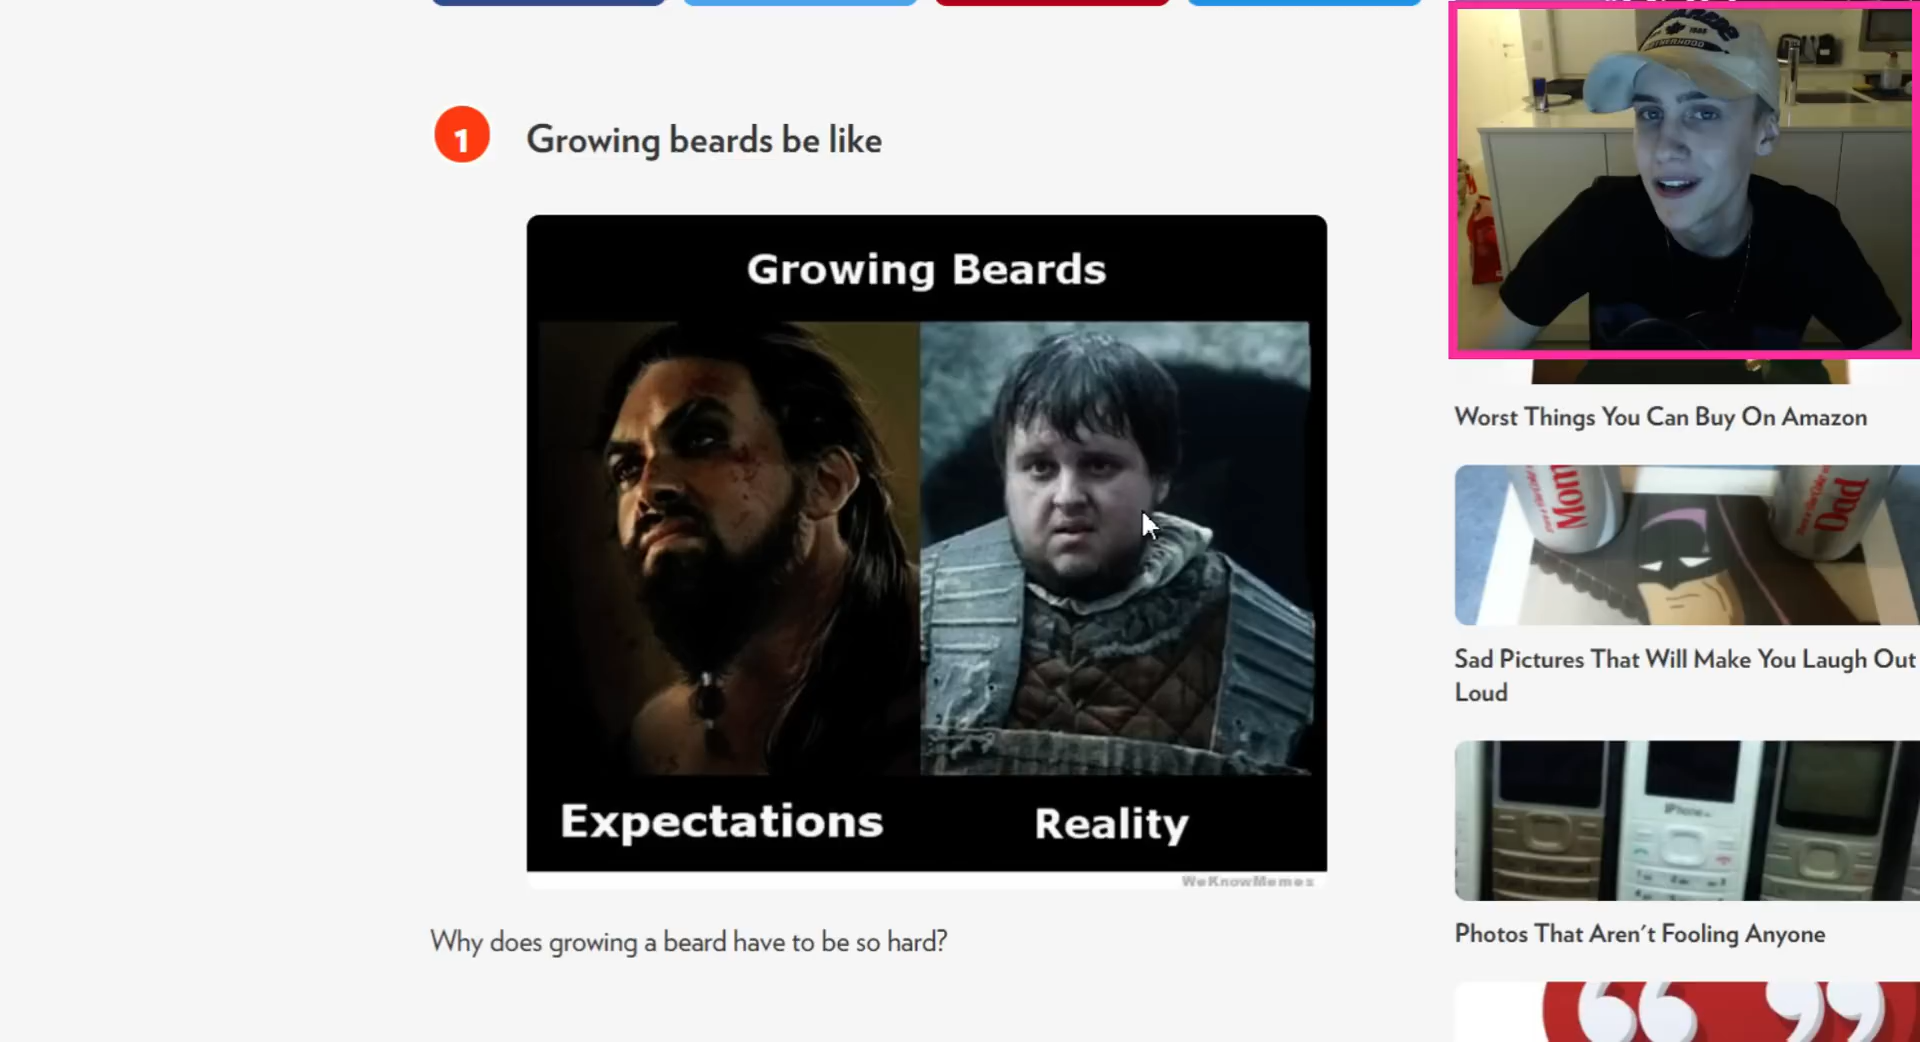 1 Growing beards be like
Growing Beards
Expectations
Reality
WeKnowMemes
Why does growing a beard have to be so hard?
BROTHERHOOD
Worst Things You Can Buy On Amazon
Mom
Dad
Sad Pictures That Will Make You Laugh Out
Loud
iPhone
Photos That Aren't Fooling Anyone